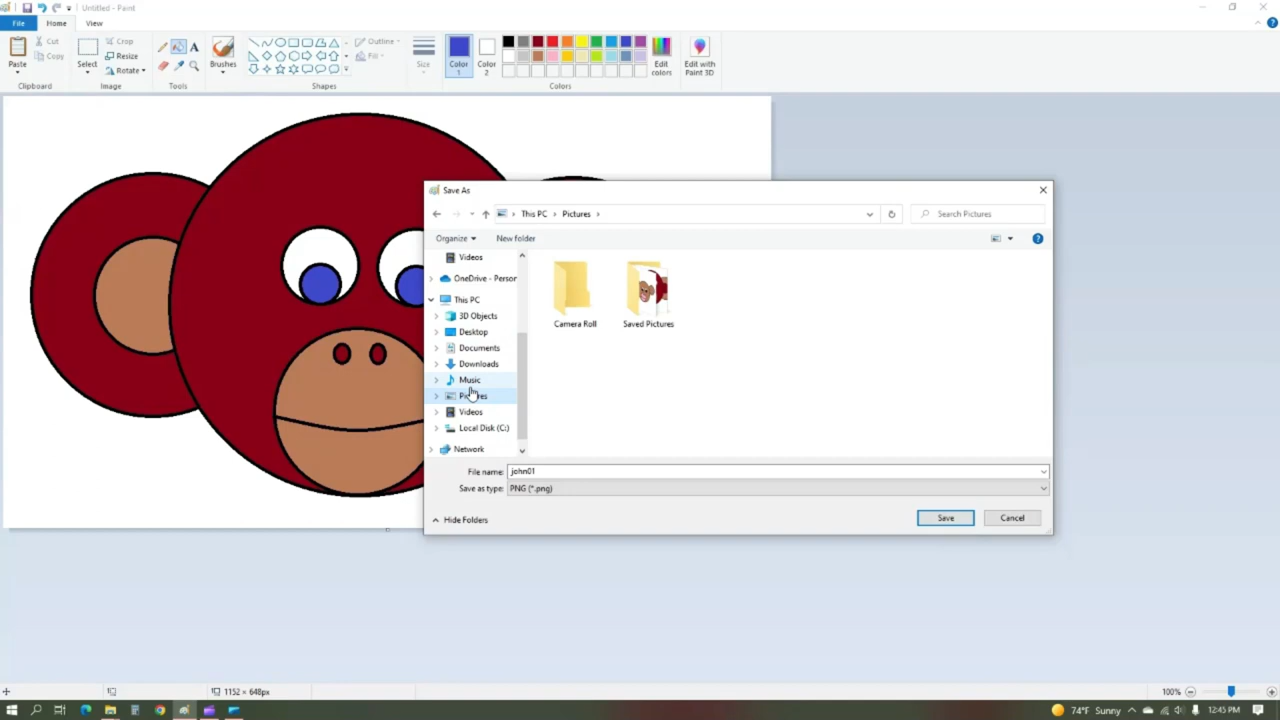 Untitled - Paint
File Home View
Paste
Cut
Copy
Clipboard
Select
Crop
Resize
Rotate
Image
A
Tools
Brushes
Shapes
Outline
Fill
Size
Color 1
Color 2
Edit colors
Edit with Paint 3D
Colors
Save As
This PC > Pictures >
Search Pictures
Organize
New folder
Videos
OneDrive - Person
This PC
3D Objects
Desktop
Documents
Downloads
Music
Pictures
Videos
Local Disk (C:)
Network
Camera Roll
Saved Pictures
File name: john01
Save as type: PNG (*.png)
Hide Folders
Save
Cancel
1152 × 648px
100%
74°F Sunny
12:45 PM